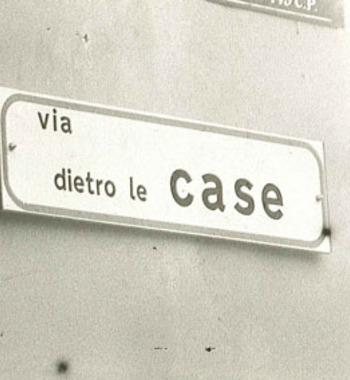 C.P.
via
dietro le case